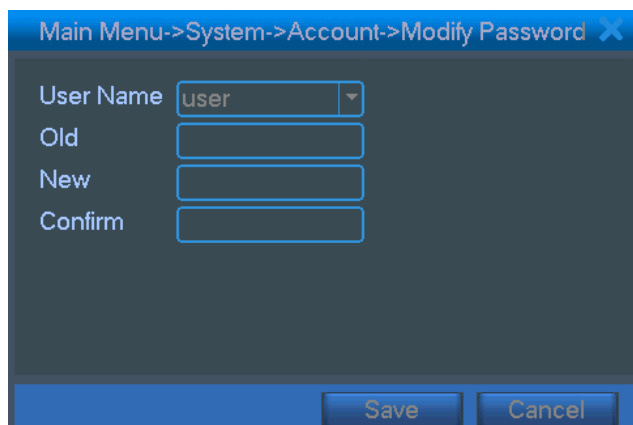 Main Menu->System->Account->Modify Password
User Name user
Old
New
Confirm
Save Cancel